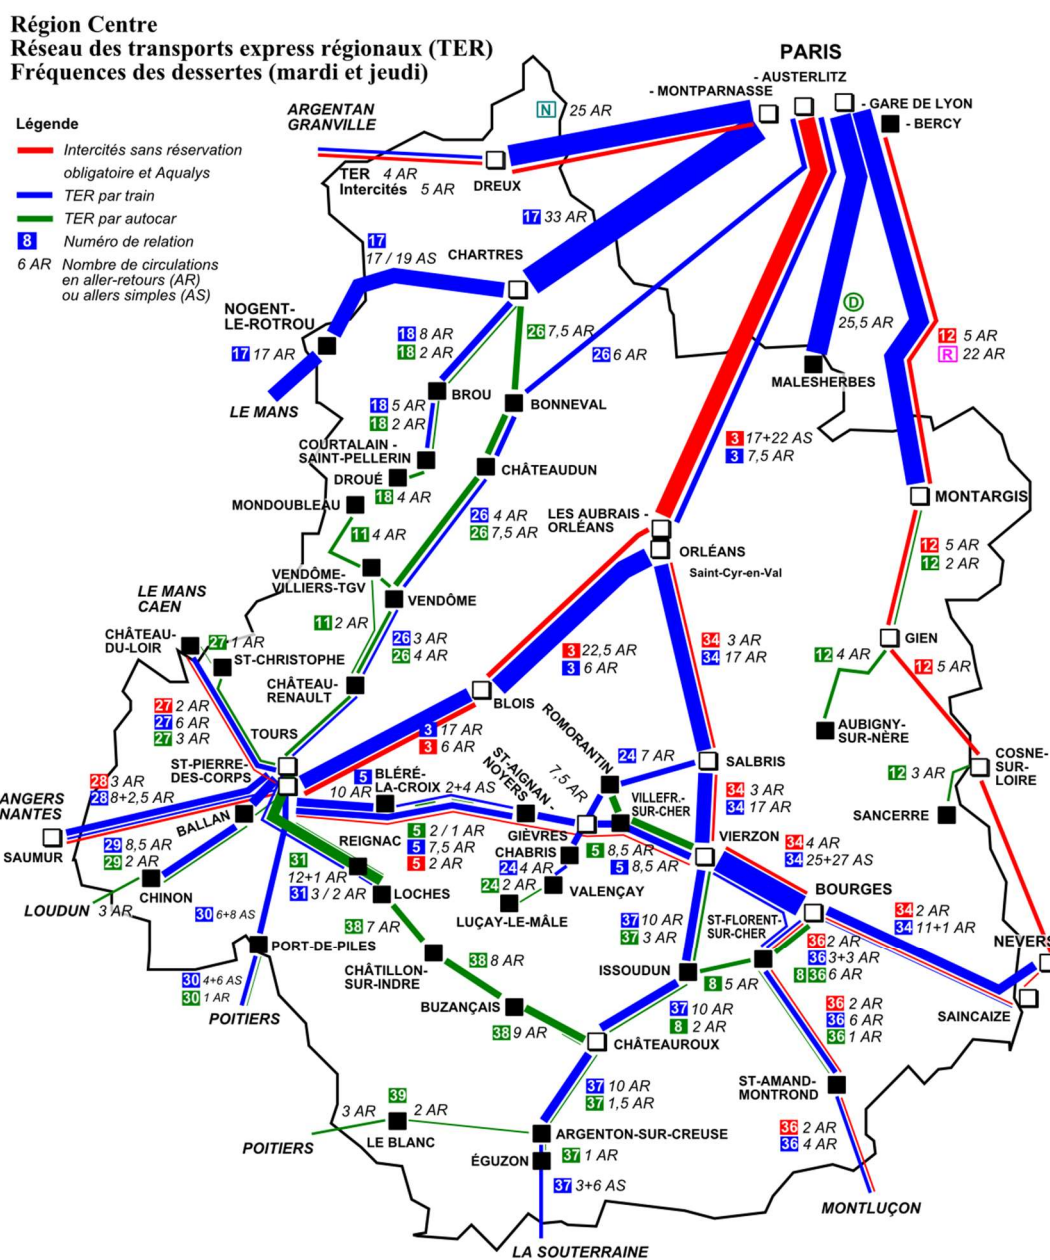 Région Centre
Réseau des transports express régionaux (TER)
Fréquences des dessertes (mardi et jeudi)
PARIS
- AUSTERLITZ
- MONTPARNASSE
- GARE DE LYON
- BERCY
ARGENTAN
GRANVILLE
N 25 AR
Légende
Intercités sans réservation
obligatoire et Aqualys
TER par train
TER par autocar
8 Numéro de relation
6 AR Nombre de circulations
en aller-retours (AR)
ou allers simples (AS)
TER 4 AR
Intercités 5 AR
DREUX
17 33 AR
17
17 / 19 AS
CHARTRES
NOGENT-
LE-ROTROU
17 17 AR
LE MANS
18 8 AR
18 2 AR
26 7,5 AR
26 6 AR
D
25,5 AR
12 5 AR
R 22 AR
MALESHERBES
BROU
BONNEVAL
18 5 AR
18 2 AR
COURTALAIN -
SAINT-PELLERIN
DROUÉ
18 4 AR
CHÂTEAUDUN
3 17+22 AS
3 7,5 AR
MONDOUBLEAU
11 4 AR
26 4 AR
26 7,5 AR
LES AUBRAIS -
ORLÉANS
ORLÉANS
Saint-Cyr-en-Val
MONTARGIS
12 5 AR
12 2 AR
VENDÔME-
VILLIERS-TGV
VENDÔME
LE MANS
CAEN
CHÂTEAU-
DU-LOIR
27 1 AR
ST-CHRISTOPHE
11 2 AR
26 3 AR
26 4 AR
CHÂTEAU-
RENAULT
3 22,5 AR
3 6 AR
34 3 AR
34 17 AR
GIEN
12 4 AR
12 5 AR
AUBIGNY-
SUR-NÈRE
COSNE-
SUR-
LOIRE
12 3 AR
SANCERRE
27 2 AR
27 6 AR
27 3 AR
TOURS
ST-PIERRE-
DES-CORPS
BLOIS
3 17 AR
3 6 AR
ROMORANTIN
24 7 AR
SALBRIS
34 3 AR
34 17 AR
ANGERS
NANTES
28 3 AR
28 8+2,5 AR
SAUMUR
BALLAN
5
10 AR
BLÉRÉ-
LA-CROIX
2+4 AS
ST-AIGNAN-
NOYERS
7,5 AR
VILLEFR.-
SUR-CHER
GIÈVRES
CHABRIS
VIERZON
29 8,5 AR
29 2 AR
CHINON
LOUDUN
3 AR
REIGNAC
5 2 / 1 AR
5 7,5 AR
5 2 AR
5 8,5 AR
5 8,5 AR
24 4 AR
24 2 AR
VALENÇAY
LUÇAY-LE-MÂLE
34 4 AR
34 25+27 AS
BOURGES
31
12+1 AR
31 3 / 2 AR
LOCHES
30 6+8 AS
PORT-DE-PILES
30 4+6 AS
30 1 AR
POITIERS
38 7 AR
CHÂTILLON-
SUR-INDRE
38 8 AR
BUZANÇAIS
38 9 AR
37 10 AR
37 3 AR
ST-FLORENT-
SUR-CHER
ISSOUDUN
8 5 AR
37 10 AR
8 2 AR
CHÂTEAUROUX
36 2 AR
36 3+3 AR
8 36 6 AR
34 2 AR
34 11+1 AR
NEVERS
SAINCAIZE
36 2 AR
36 6 AR
36 1 AR
ST-AMAND-
MONTROND
36 2 AR
36 4 AR
MONTLUÇON
37 10 AR
37 1,5 AR
39
3 AR
2 AR
LE BLANC
POITIERS
ARGENTON-SUR-CREUSE
37 1 AR
ÉGUZON
37 3+6 AS
LA SOUTERRAINE